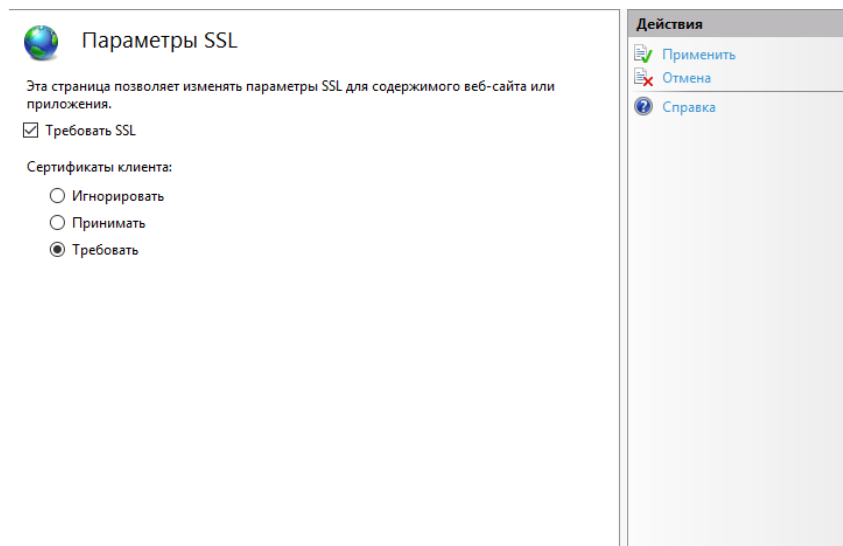 Параметры SSL
Эта страница позволяет изменять параметры SSL для содержимого веб-сайта или
приложения.
Требовать SSL
Сертификаты клиента:
Игнорировать
Принимать
Требовать
Действия
Применить
Отмена
Справка